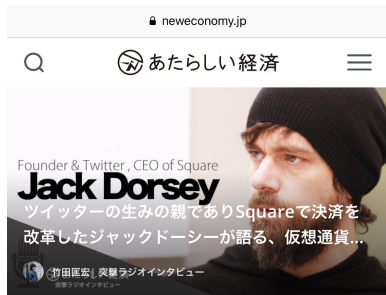 neweconomy.jp
あたらしい経済
Founder & Twitter , CEO of Square
Jack Dorsey
ツイッターの生みの親でありSquareで決済を
改革したジャックドーシーが語る、仮想通貨...
竹田匡宏 突撃ラジオインタビュー
突撃ラジオインタビュー